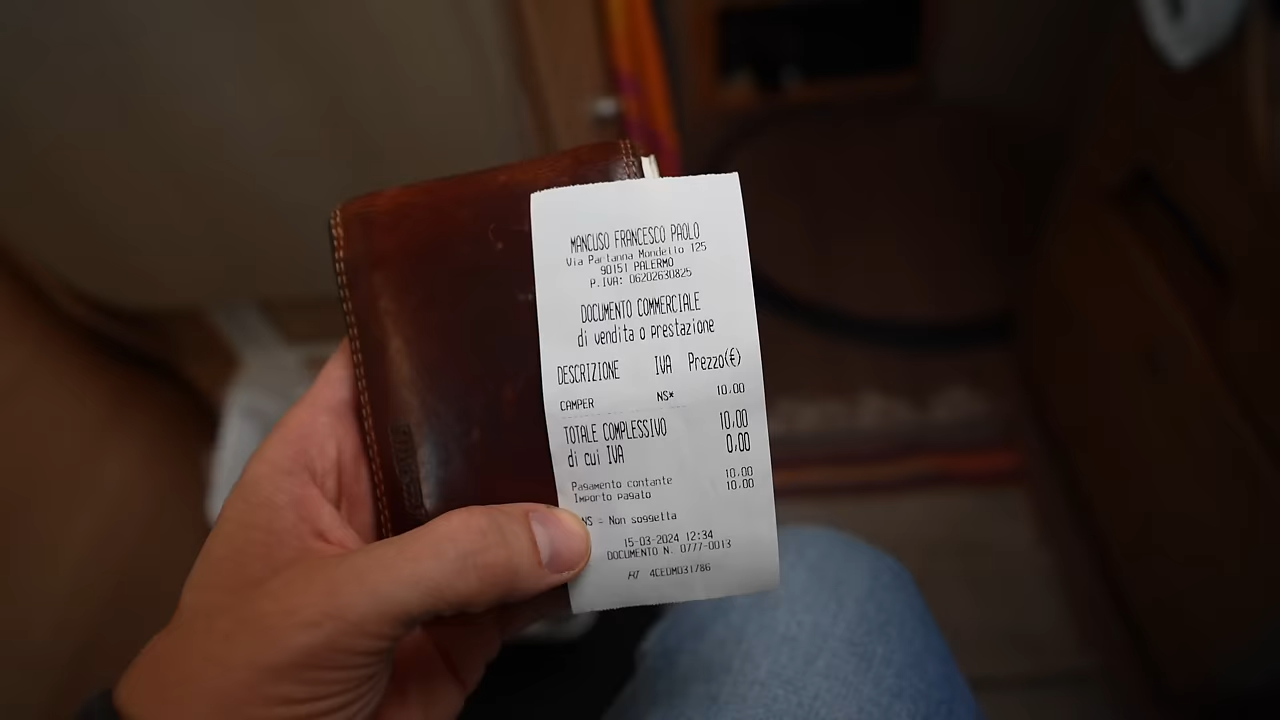 MANCUSO FRANCESCO PAOLO
Via Partanna Mondello 125
90151 PALERMO
P.IVA: 06202630825
DOCUMENTO COMMERCIALE
di vendita o prestazione
DESCRIZIONE IVA Prezzo(€)
CAMPER NS* 10,00
TOTALE COMPLESSIVO 10,00
di cui IVA 0,00
Pagamento contante 10,00
Importo pagato 10,00
NS = Non soggetta
15-03-2024 12:34
DOCUMENTO N. 0777-0013
RT 4CEDM031786